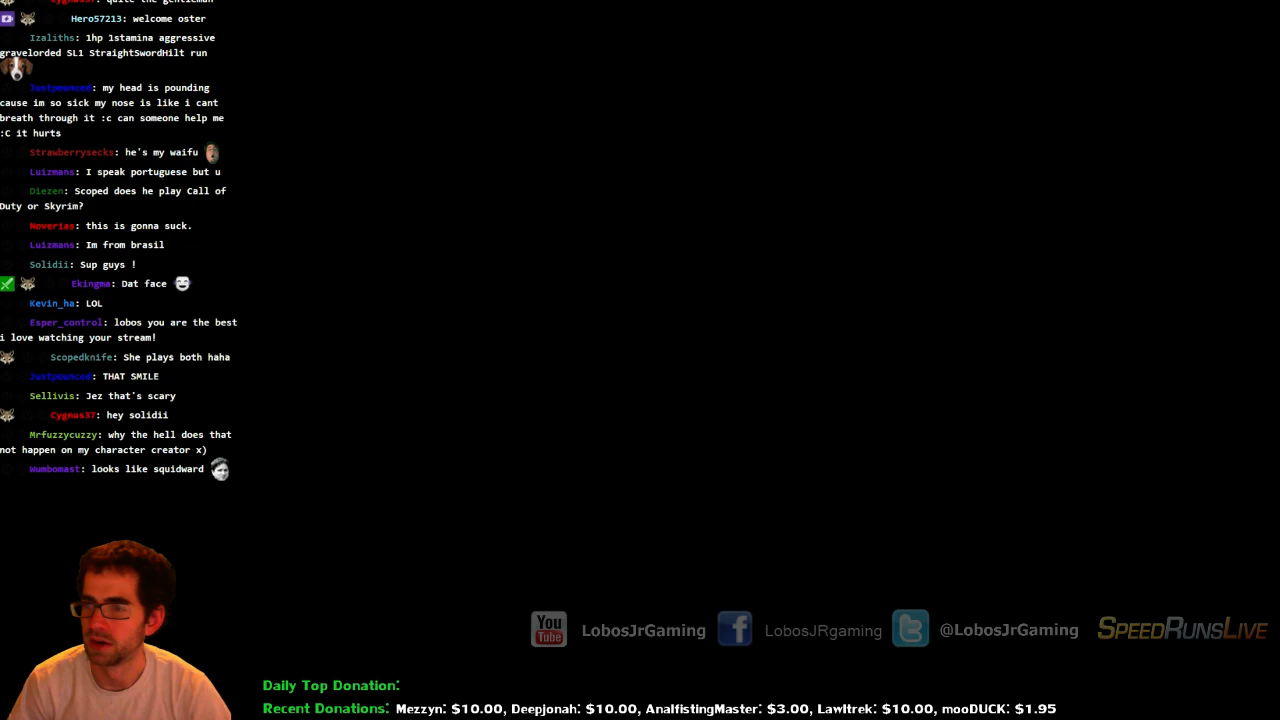 Hero57213: welcome oster
Izaliths: 1hp 1stamina aggressive
gravelorded SL1 StraightSwordHilt run
Justpounced: my head is pounding
cause im so sick my nose is like i cant
breath through it :c can someone help me
:C it hurts
Strawberrysecks: he's my waifu
Luizmans: I speak portuguese but u
Diezen: Scoped does he play Call of
Duty or Skyrim?
Noverias: this is gonna suck.
Luizmans: Im from brasil
Solidii: Sup guys !
Ekingma: Dat face
Kevin_ha: LOL
Esper_control: lobos you are the best
i love watching your stream!
Scopedknife: She plays both haha
Justpounced: THAT SMILE
Sellivis: Jez that's scary
Cygnus37: hey solidii
Mrfuzzycuzzy: why the hell does that
not happen on my character creator x)
Wumbomast: looks like squidward
You Tube LobosJrGaming LobosJRgaming @LobosJrGaming SPEEDRUNSLIVE
Daily Top Donation:
Recent Donations: Mezzyn: $10.00, Deepjonah: $10.00, AnalfistingMaster: $3.00, Lawltrek: $10.00, mooDUCK: $1.95